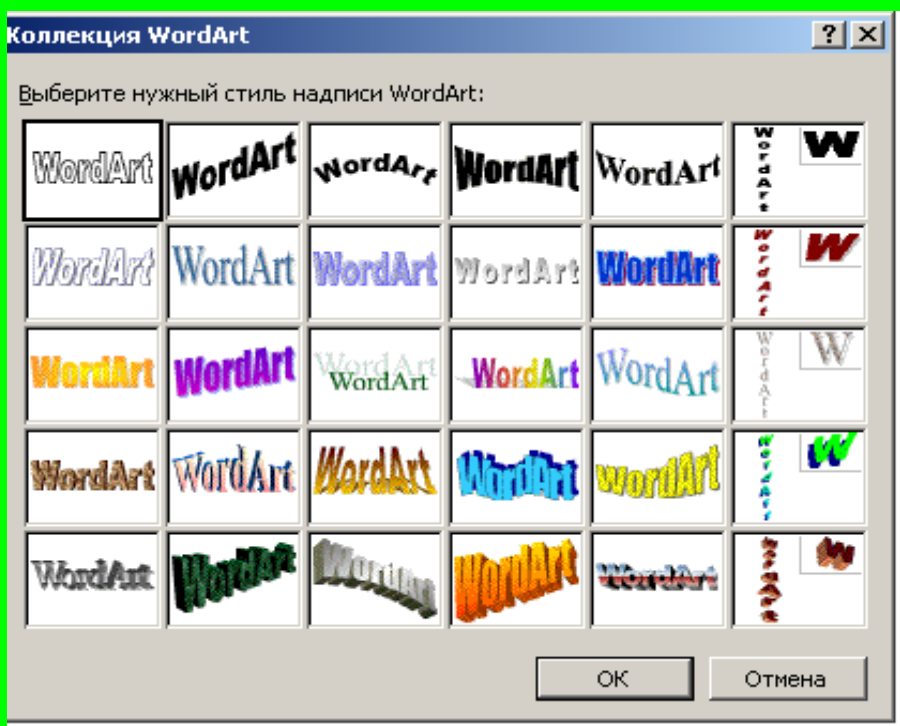 Коллекция WordArt
Выберите нужный стиль надписи WordArt:
WordArt WordArt WordArt WordArt WordArt WordArt W
WordArt WordArt WordArt WordArt WordArt WordArt W
WordArt WordArt WordArt WordArt WordArt WordArt WordArt W
WordArt WordArt WordArt WordArt WordArt WordArt W
WordArt WordArt WordArt WordArt WordArt WordArt W
ОК Отмена